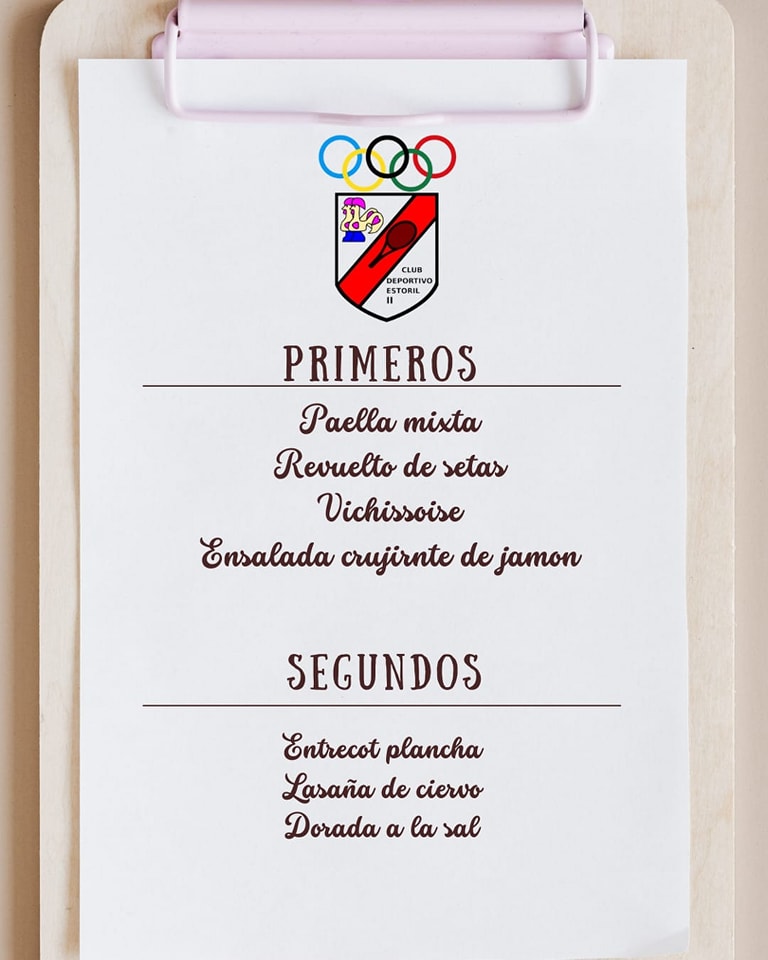 CLUB
DEPORTIVO
ESTORIL
II
PRIMEROS
Paella mixta
Revuelto de setas
Vichissoise
Ensalada crujirnte de jamon
SEGUNDOS
Entrecot plancha
Lasaña de ciervo
Dorada a la sal